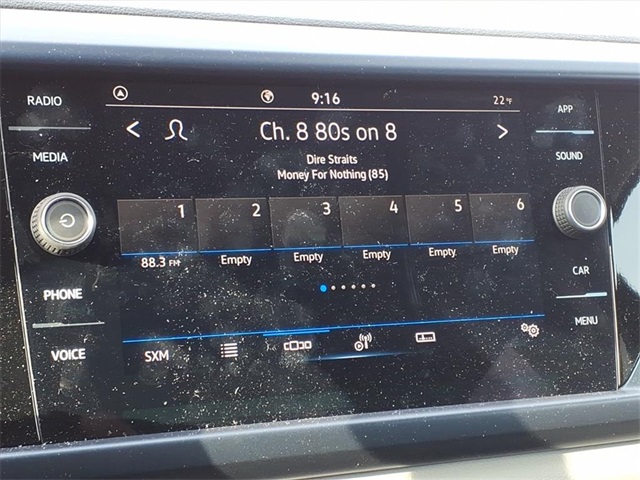 RADIO
MEDIA
PHONE
VOICE
9:16
22°F
Ch. 8 80s on 8
Dire Straits
Money For Nothing (85)
1 2 3 4 5 6
88.3 FM Empty Empty Empty Empty Empty
SXM
APP
SOUND
CAR
MENU